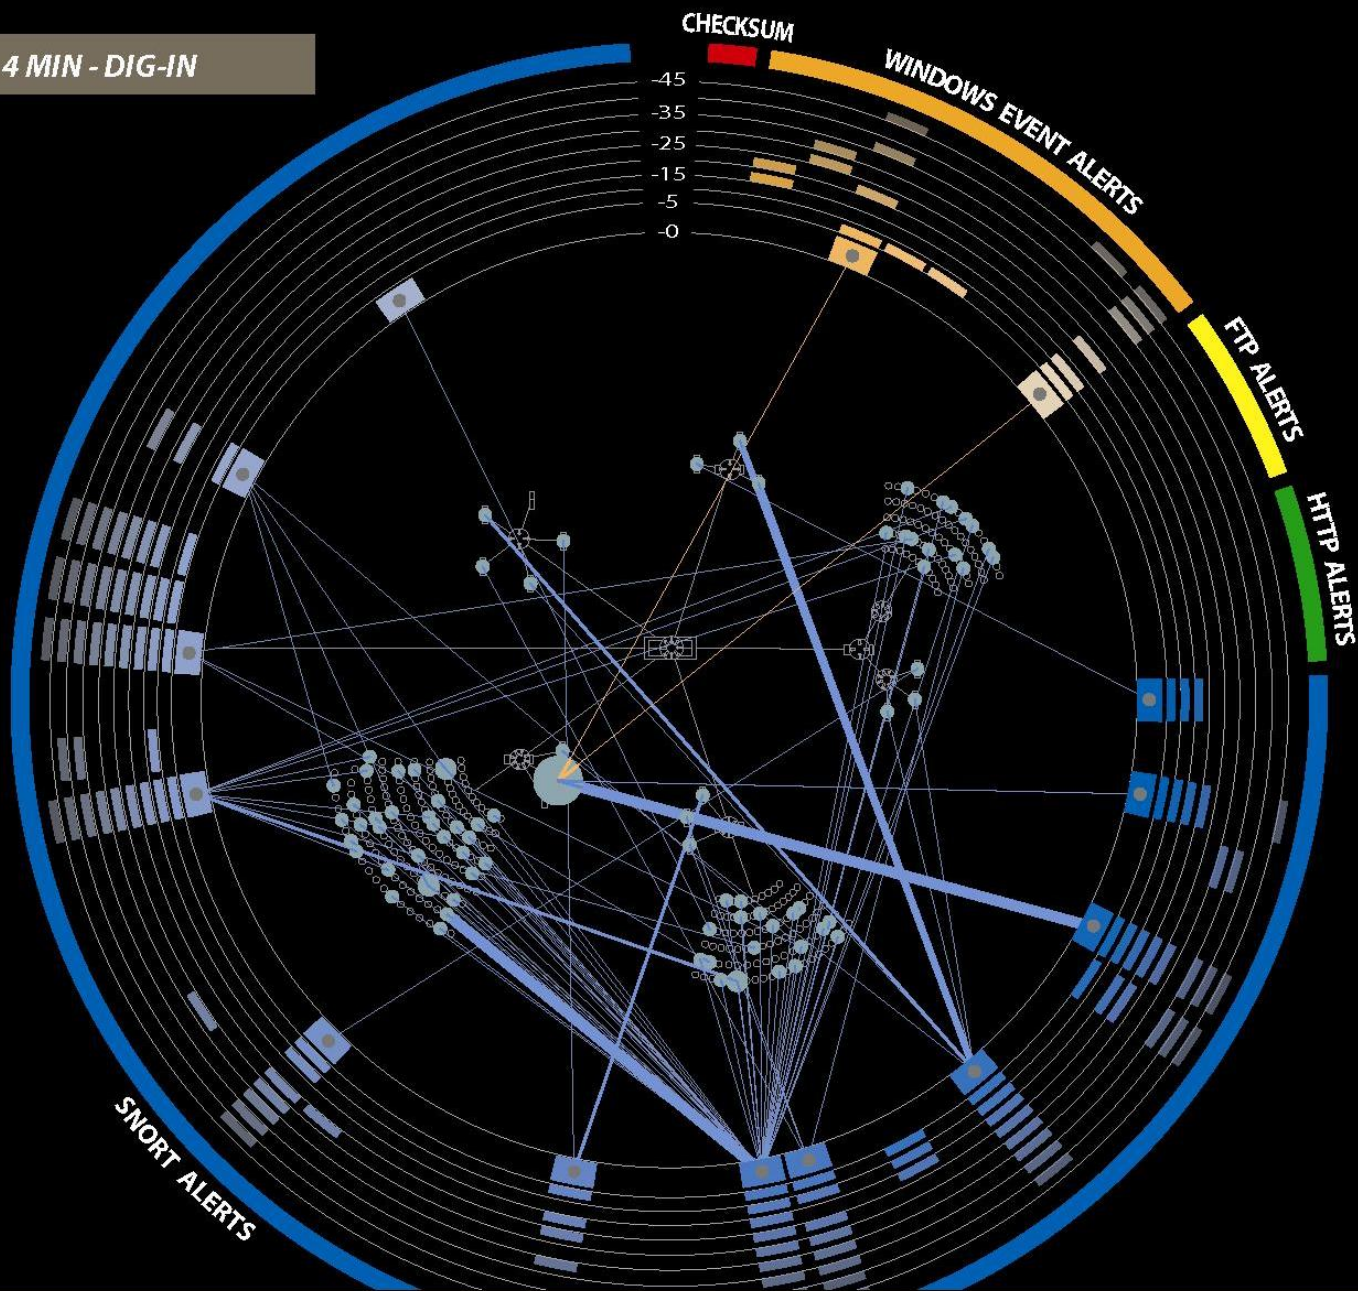 4 MIN - DIG-IN
CHECKSUM
WINDOWS EVENT ALERTS
FTP ALERTS
HTTP ALERTS
SNORT ALERTS
-45
-35
-25
-15
-5
-0